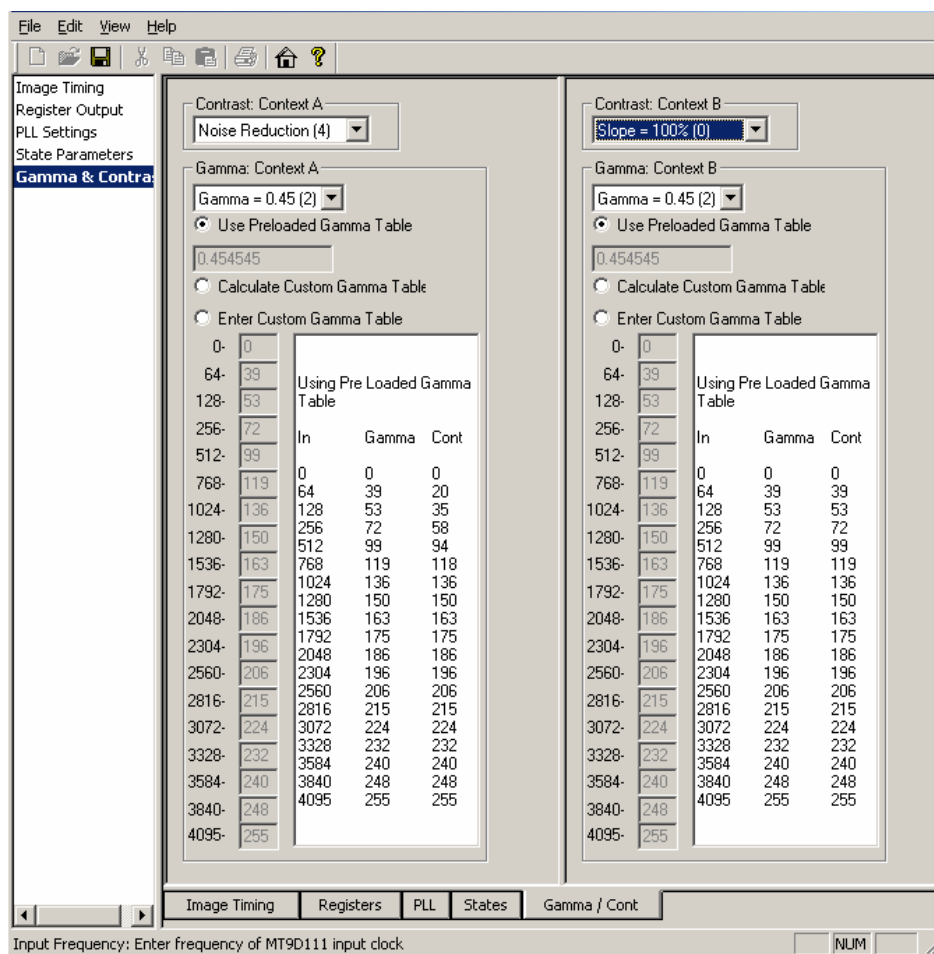 File Edit View Help
Image Timing
Register Output
PLL Settings
State Parameters
Gamma & Contra
Contrast: Context A
Noise Reduction (4)
Gamma: Context A
Gamma = 0.45 (2)
Use Preloaded Gamma Table
0.454545
Calculate Custom Gamma Table
Enter Custom Gamma Table
0- 0
64- 39
128- 53
256- 72
512- 99
768- 119
1024- 136
1280- 150
1536- 163
1792- 175
2048- 186
2304- 196
2560- 206
2816- 215
3072- 224
3328- 232
3584- 240
3840- 248
4095- 255
Using Pre Loaded Gamma
Table
In Gamma Cont
0 0 0
64 39 20
128 53 35
256 72 58
512 99 94
768 119 118
1024 136 136
1280 150 150
1536 163 163
1792 175 175
2048 186 186
2304 196 196
2560 206 206
2816 215 215
3072 224 224
3328 232 232
3584 240 240
3840 248 248
4095 255 255
Contrast: Context B
Slope = 100% (0)
Gamma: Context B
Gamma = 0.45 (2)
Use Preloaded Gamma Table
0.454545
Calculate Custom Gamma Table
Enter Custom Gamma Table
0- 0
64- 39
128- 53
256- 72
512- 99
768- 119
1024- 136
1280- 150
1536- 163
1792- 175
2048- 186
2304- 196
2560- 206
2816- 215
3072- 224
3328- 232
3584- 240
3840- 248
4095- 255
Using Pre Loaded Gamma
Table
In Gamma Cont
0 0 0
64 39 39
128 53 53
256 72 72
512 99 99
768 119 119
1024 136 136
1280 150 150
1536 163 163
1792 175 175
2048 186 186
2304 196 196
2560 206 206
2816 215 215
3072 224 224
3328 232 232
3584 240 240
3840 248 248
4095 255 255
Image Timing Registers PLL States Gamma / Cont
Input Frequency: Enter frequency of MT9D111 input clock NUM